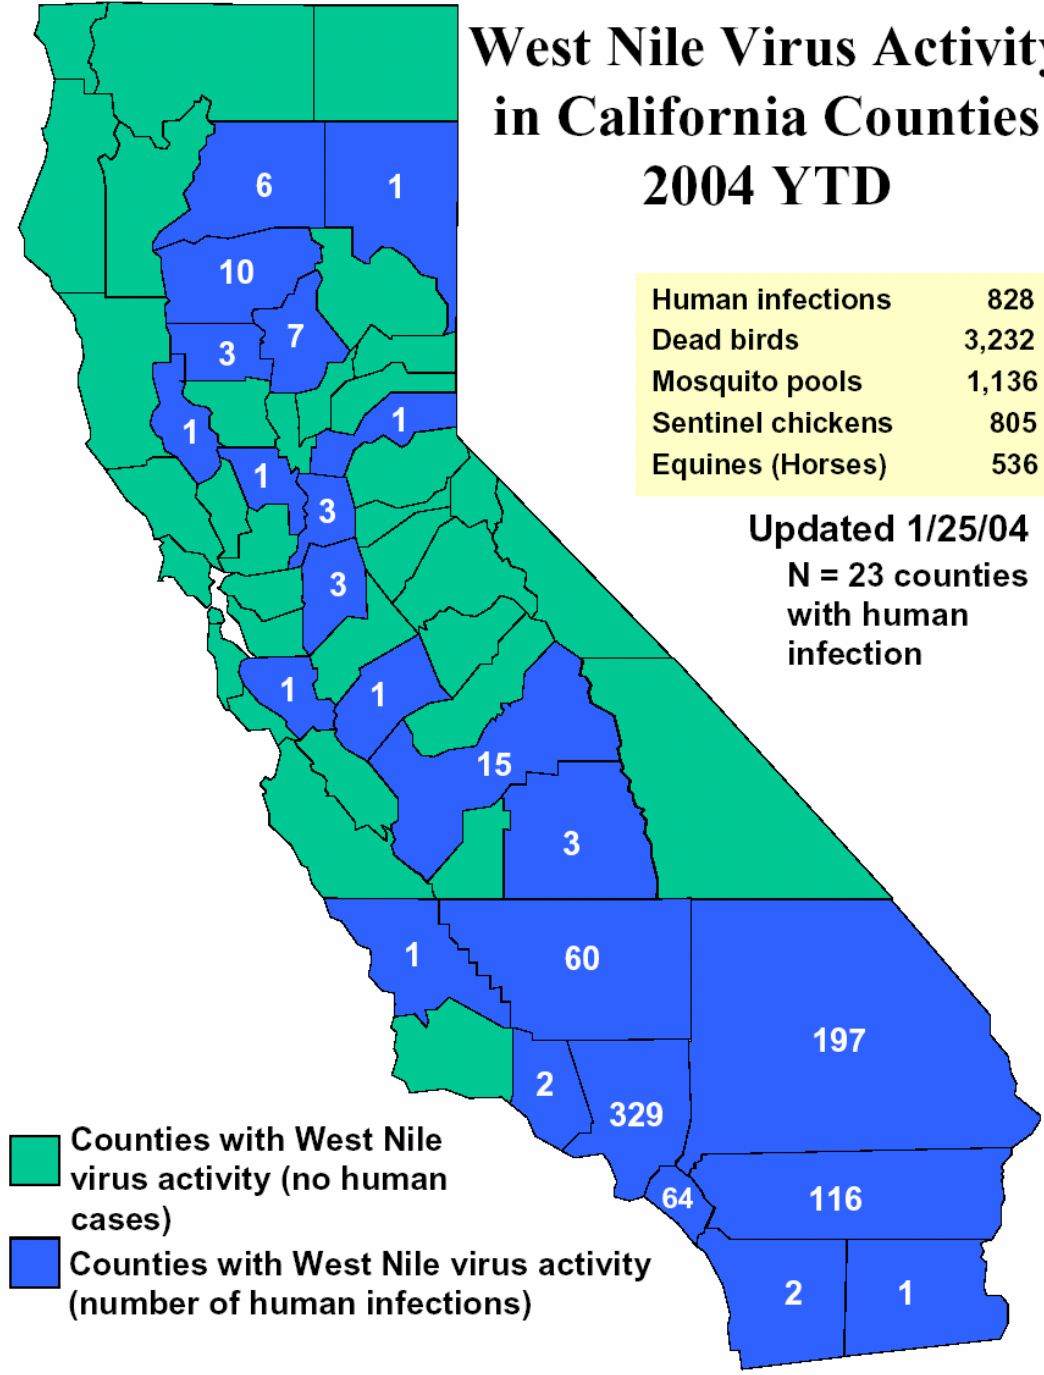 West Nile Virus Activity
in California Counties
2004 YTD
6
1
10
7
3
1
1
1
3
3
1
1
15
3
1
60
197
2
329
64
116
2
1
Human infections 828
Dead birds 3,232
Mosquito pools 1,136
Sentinel chickens 805
Equines (Horses) 536
Updated 1/25/04
N = 23 counties
with human
infection
Counties with West Nile
virus activity (no human
cases)
Counties with West Nile virus activity
(number of human infections)